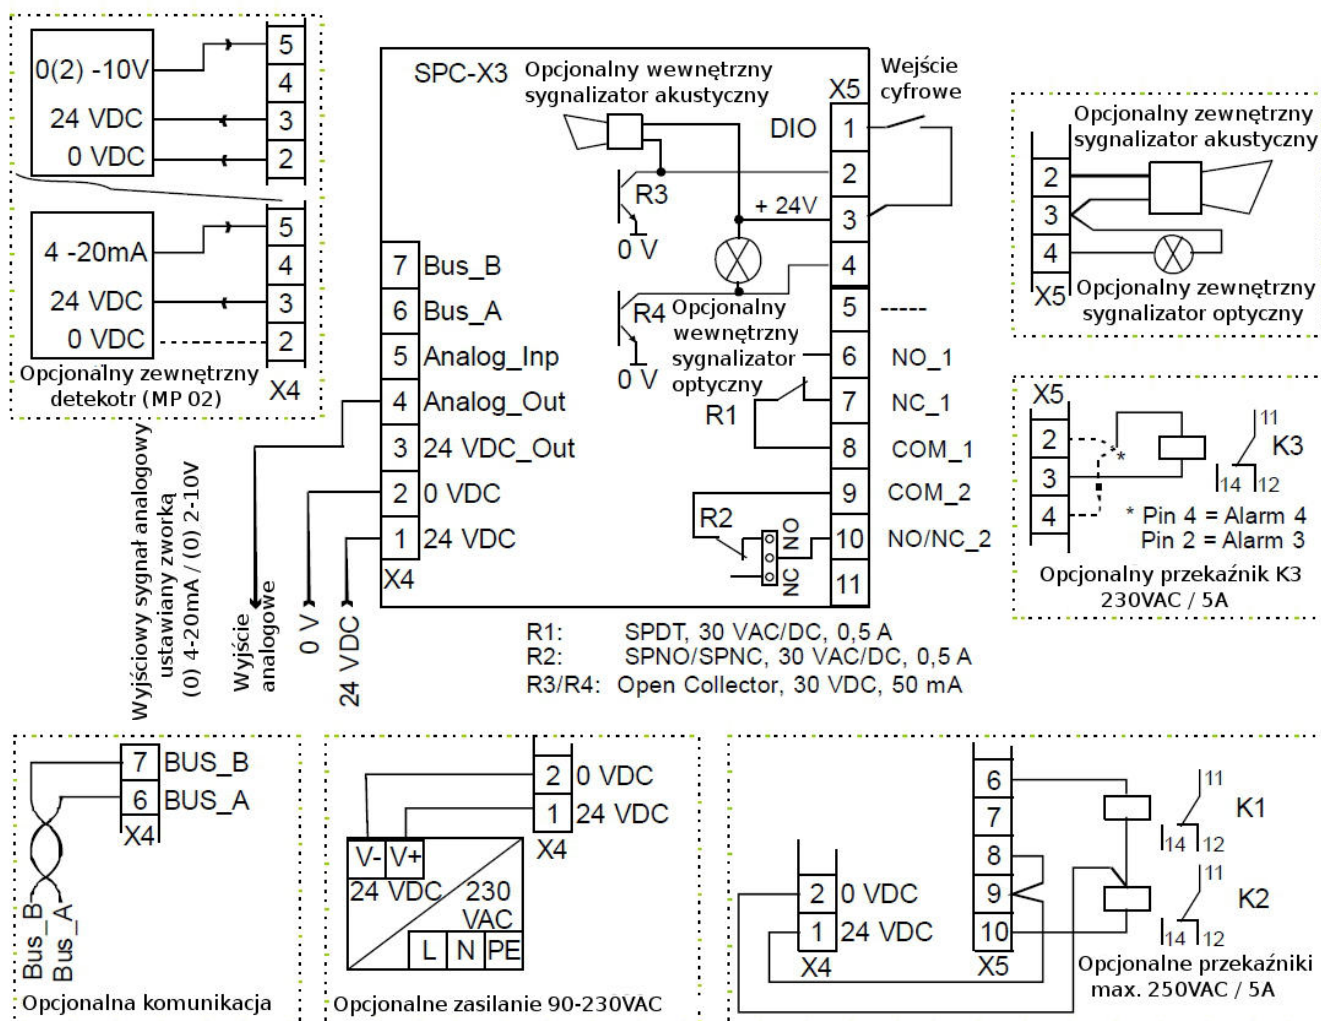 0(2) -10V
24 VDC
0 VDC
5
4
3
2
4 -20mA
24 VDC
0 VDC
5
4
3
2
X4
Opcjonalny zewnętrzny
detekotr (MP 02)
SPC-X3
Opcjonalny wewnętrzny
sygnalizator akustyczny
Wejście
cyfrowe
X5
DIO
1
2
3
4
5
6
7
8
9
10
11
R3
+ 24V
0 V
R4
0 V
Opcjonalny
wewnętrzny
sygnalizator
optyczny
-----
NO_1
NC_1
COM_1
COM_2
NO/NC_2
R1
R2
NO
NC
7 Bus_B
6 Bus_A
5 Analog_Inp
4 Analog_Out
3 24 VDC_Out
2 0 VDC
1 24 VDC
X4
Wyjściowy sygnał analogowy
ustawiany zworką
(0) 4-20mA / (0) 2-10V
Wyjście
analogowe
0 V
24 VDC
R1: SPDT, 30 VAC/DC, 0,5 A
R2: SPNO/SPNC, 30 VAC/DC, 0,5 A
R3/R4: Open Collector, 30 VDC, 50 mA
Opcjonalny zewnętrzny
sygnalizator akustyczny
2
3
4
X5
Opcjonalny zewnętrzny
sygnalizator optyczny
X5
2
3
4
*
11
K3
14 12
* Pin 4 = Alarm 4
Pin 2 = Alarm 3
Opcjonalny przekaźnik K3
230VAC / 5A
7 BUS_B
6 BUS_A
X4
Bus_B
Bus_A
Opcjonalna komunikacja
2 0 VDC
1 24 VDC
X4
V- V+
24 VDC
230
VAC
L N PE
Opcjonalne zasilanie 90-230VAC
2 0 VDC
1 24 VDC
X4
6
7
8
9
10
X5
11
K1
14 12
11
K2
14 12
Opcjonalne przekaźniki
max. 250VAC / 5A